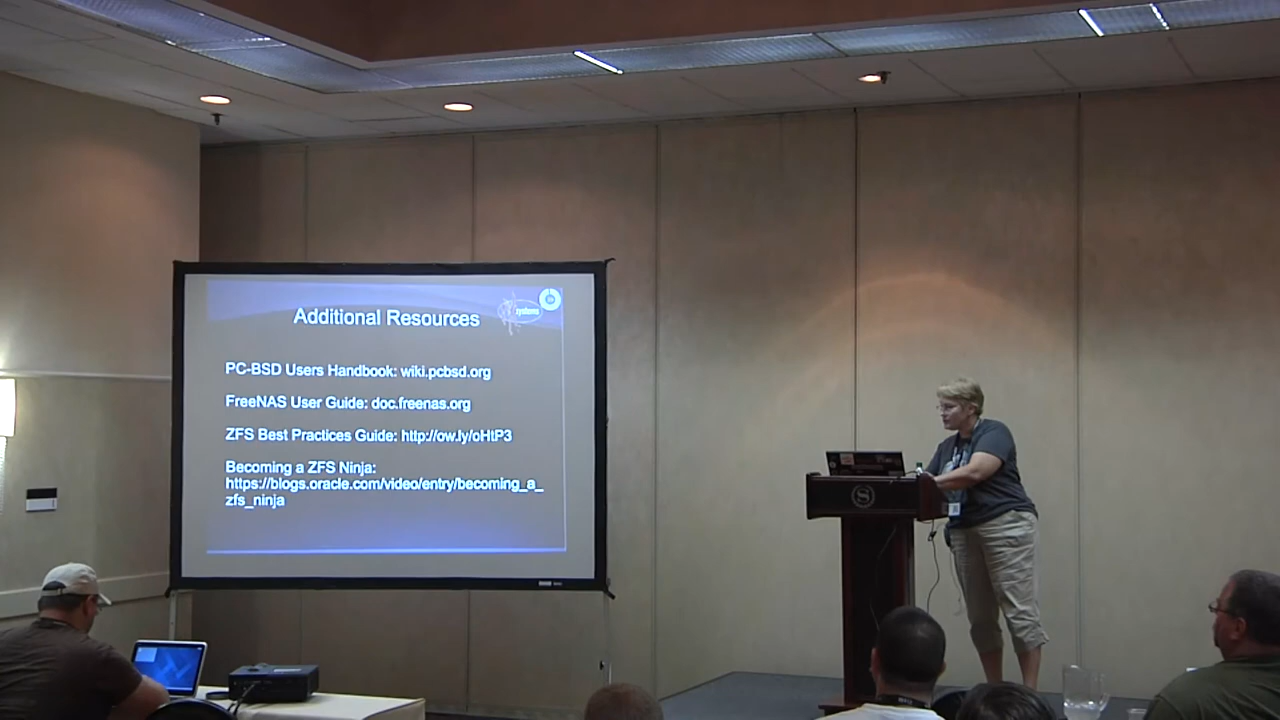 Additional Resources
systems
PC-BSD Users Handbook: wiki.pcbsd.org
FreeNAS User Guide: doc.freenas.org
ZFS Best Practices Guide: http://ow.ly/oHtP3
Becoming a ZFS Ninja:
https://blogs.oracle.com/video/entry/becoming_a_
zfs_ninja
S